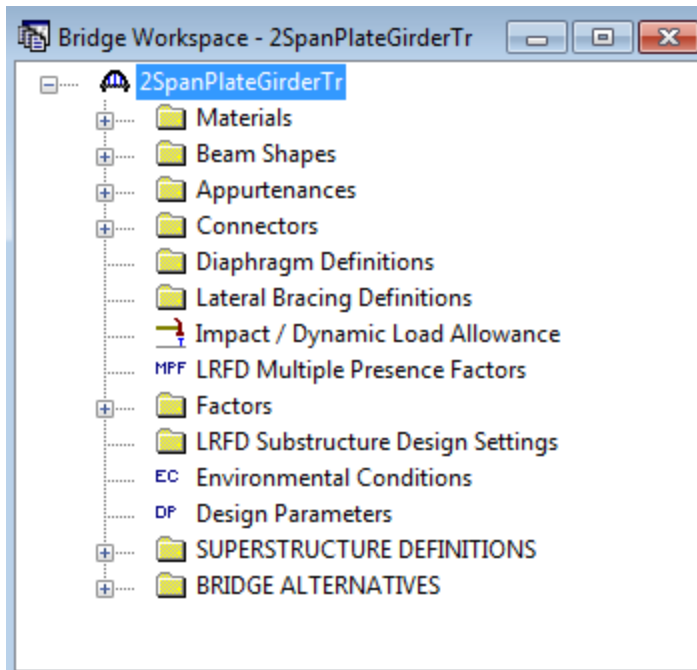 Bridge Workspace - 2SpanPlateGirderTr
2SpanPlateGirderTr
Materials
Beam Shapes
Appurtenances
Connectors
Diaphragm Definitions
Lateral Bracing Definitions
Impact / Dynamic Load Allowance
MPF LRFD Multiple Presence Factors
Factors
LRFD Substructure Design Settings
EC Environmental Conditions
DP Design Parameters
SUPERSTRUCTURE DEFINITIONS
BRIDGE ALTERNATIVES